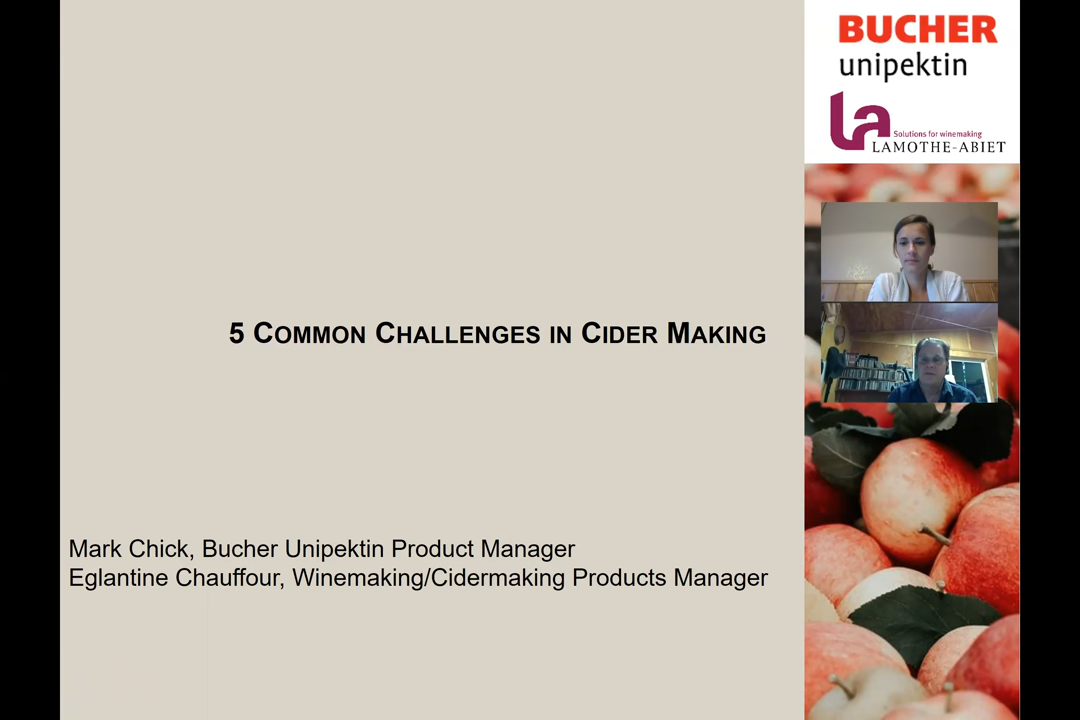 BUCHER
unipektin
la
Solutions for winemaking
LAMOTHE-ABIET
5 COMMON CHALLENGES IN CIDER MAKING
Mark Chick, Bucher Unipektin Product Manager
Eglantine Chauffour, Winemaking/Cidermaking Products Manager